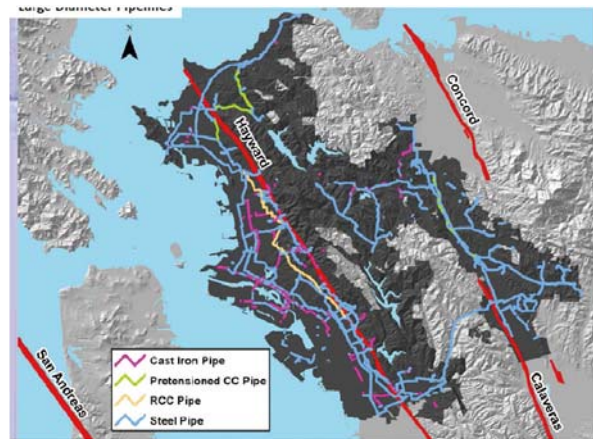 Large Diameter Pipelines
N
Concord
Hayward
San Andreas
Calaveras
Cast Iron Pipe
Pretensioned CC Pipe
RCC Pipe
Steel Pipe